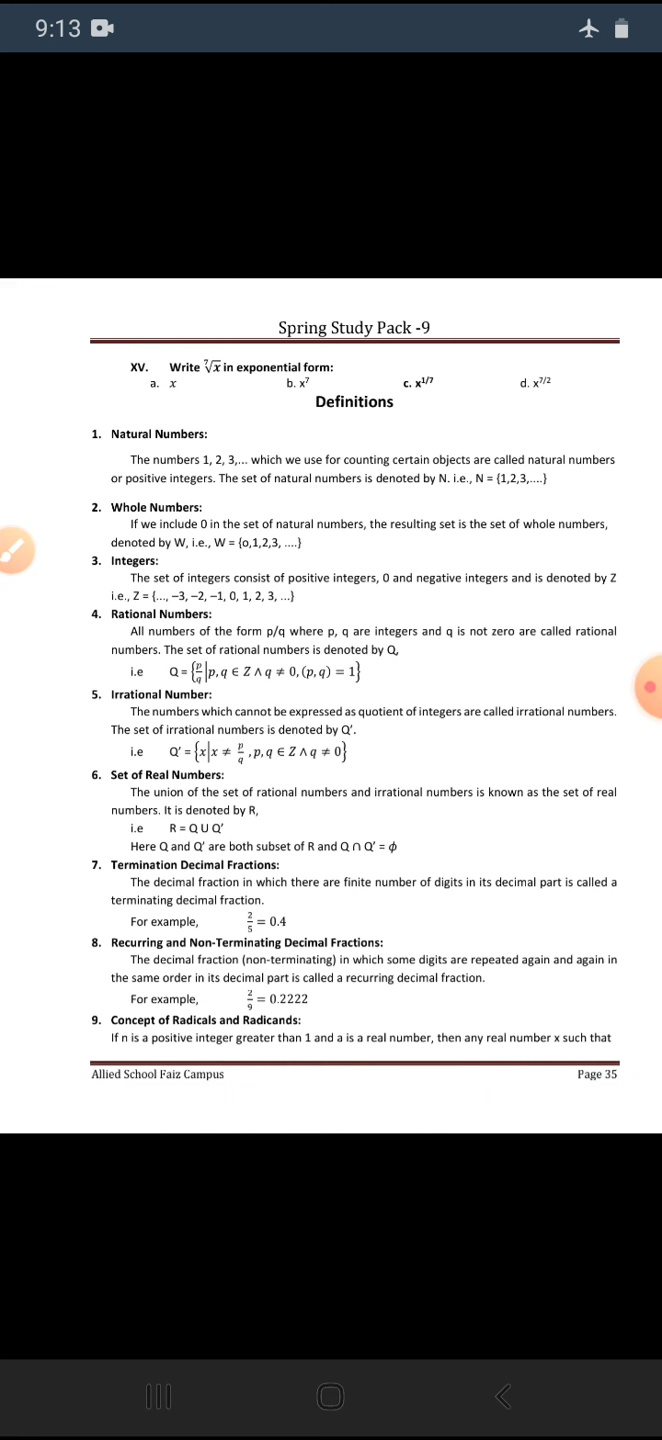 9:13
Spring Study Pack -9
XV. Write ⁷√x in exponential form:
a. x b. x⁷ c. x¹/⁷ d. x⁷/²
Definitions
1. Natural Numbers:
The numbers 1, 2, 3,... which we use for counting certain objects are called natural numbers
or positive integers. The set of natural numbers is denoted by N. i.e., N = {1,2,3,....}
2. Whole Numbers:
If we include 0 in the set of natural numbers, the resulting set is the set of whole numbers,
denoted by W, i.e., W = {o,1,2,3, ....}
3. Integers:
The set of integers consist of positive integers, 0 and negative integers and is denoted by Z
i.e., Z = {..., –3, –2, –1, 0, 1, 2, 3, ...}
4. Rational Numbers:
All numbers of the form p/q where p, q are integers and q is not zero are called rational
numbers. The set of rational numbers is denoted by Q,
i.e Q = {p/q|p, q ∈ Z ∧ q ≠ 0, (p, q) = 1}
5. Irrational Number:
The numbers which cannot be expressed as quotient of integers are called irrational numbers.
The set of irrational numbers is denoted by Q′.
i.e Q′ = {x|x ≠ p/q , p, q ∈ Z ∧ q ≠ 0}
6. Set of Real Numbers:
The union of the set of rational numbers and irrational numbers is known as the set of real
numbers. It is denoted by R,
i.e R = Q U Q′
Here Q and Q′ are both subset of R and Q ∩ Q′ = ϕ
7. Termination Decimal Fractions:
The decimal fraction in which there are finite number of digits in its decimal part is called a
terminating decimal fraction.
For example, 2/5 = 0.4
8. Recurring and Non-Terminating Decimal Fractions:
The decimal fraction (non-terminating) in which some digits are repeated again and again in
the same order in its decimal part is called a recurring decimal fraction.
For example, 2/9 = 0.2222
9. Concept of Radicals and Radicands:
If n is a positive integer greater than 1 and a is a real number, then any real number x such that
Allied School Faiz Campus Page 35